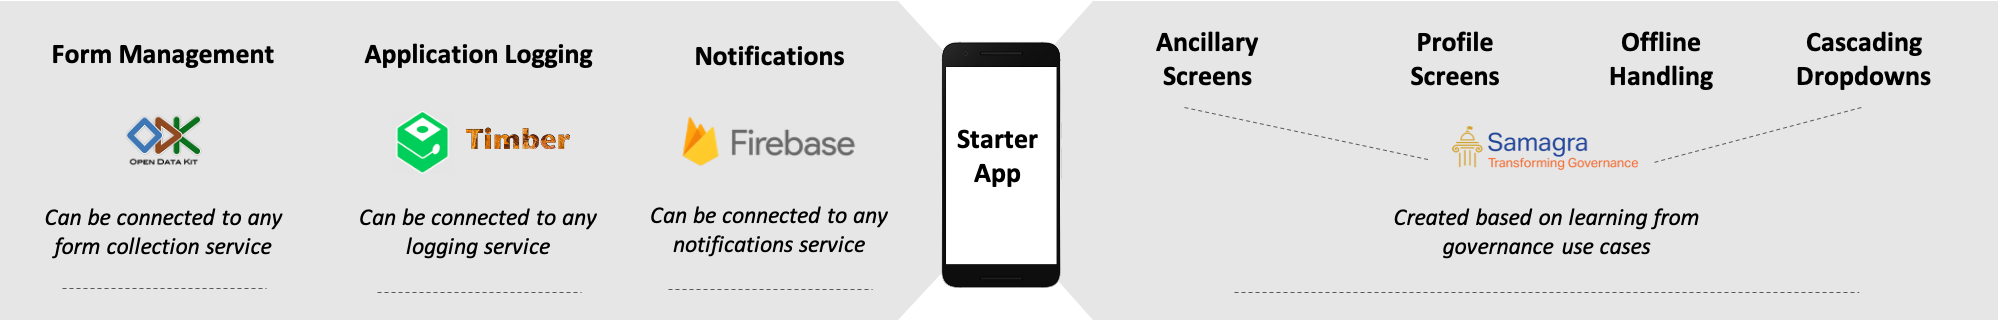 Form Management
OPEN DATA KIT
Can be connected to any
form collection service
Application Logging
Timber
Can be connected to any
logging service
Notifications
Firebase
Can be connected to any
notifications service
Starter
App
Ancillary
Screens
Profile
Screens
Offline
Handling
Cascading
Dropdowns
Samagra
Transforming Governance
Created based on learning from
governance use cases